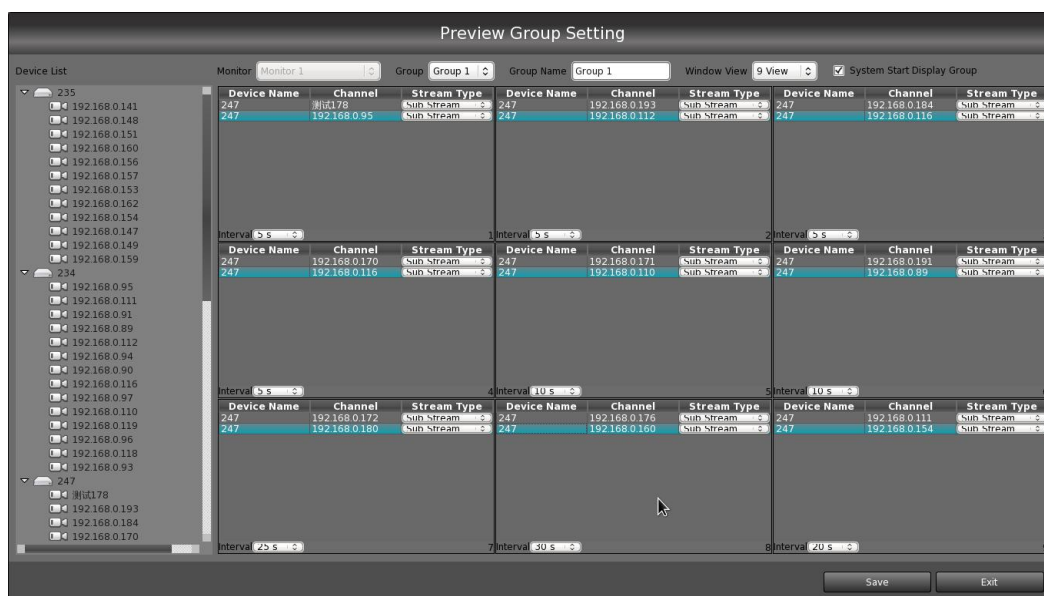 Preview Group Setting
Device List
Monitor Monitor 1 Group Group 1 Group Name Group 1 Window View 9 View System Start Display Group
235
192.168.0.141
192.168.0.148
192.168.0.151
192.168.0.160
192.168.0.156
192.168.0.157
192.168.0.153
192.168.0.162
192.168.0.154
192.168.0.147
192.168.0.149
192.168.0.159
234
192.168.0.95
192.168.0.111
192.168.0.91
192.168.0.89
192.168.0.112
192.168.0.94
192.168.0.90
192.168.0.116
192.168.0.97
192.168.0.110
192.168.0.119
192.168.0.96
192.168.0.118
192.168.0.93
247
测试178
192.168.0.193
192.168.0.184
192.168.0.170
Device Name Channel Stream Type
247 测试178 Sub Stream
247 192.168.0.95 Sub Stream
Interval 5 s 1
Device Name Channel Stream Type
247 192.168.0.193 Sub Stream
247 192.168.0.112 Sub Stream
Interval 5 s 2
Device Name Channel Stream Type
247 192.168.0.184 Sub Stream
247 192.168.0.116 Sub Stream
Interval 5 s
Device Name Channel Stream Type
247 192.168.0.170 Sub Stream
247 192.168.0.116 Sub Stream
Interval 5 s 4
Device Name Channel Stream Type
247 192.168.0.171 Sub Stream
247 192.168.0.110 Sub Stream
Interval 10 s 5
Device Name Channel Stream Type
247 192.168.0.191 Sub Stream
247 192.168.0.89 Sub Stream
Interval 10 s
Device Name Channel Stream Type
247 192.168.0.172 Sub Stream
247 192.168.0.180 Sub Stream
Interval 25 s 7
Device Name Channel Stream Type
247 192.168.0.176 Sub Stream
247 192.168.0.160 Sub Stream
Interval 30 s 8
Device Name Channel Stream Type
247 192.168.0.111 Sub Stream
247 192.168.0.154 Sub Stream
Interval 20 s
Save Exit